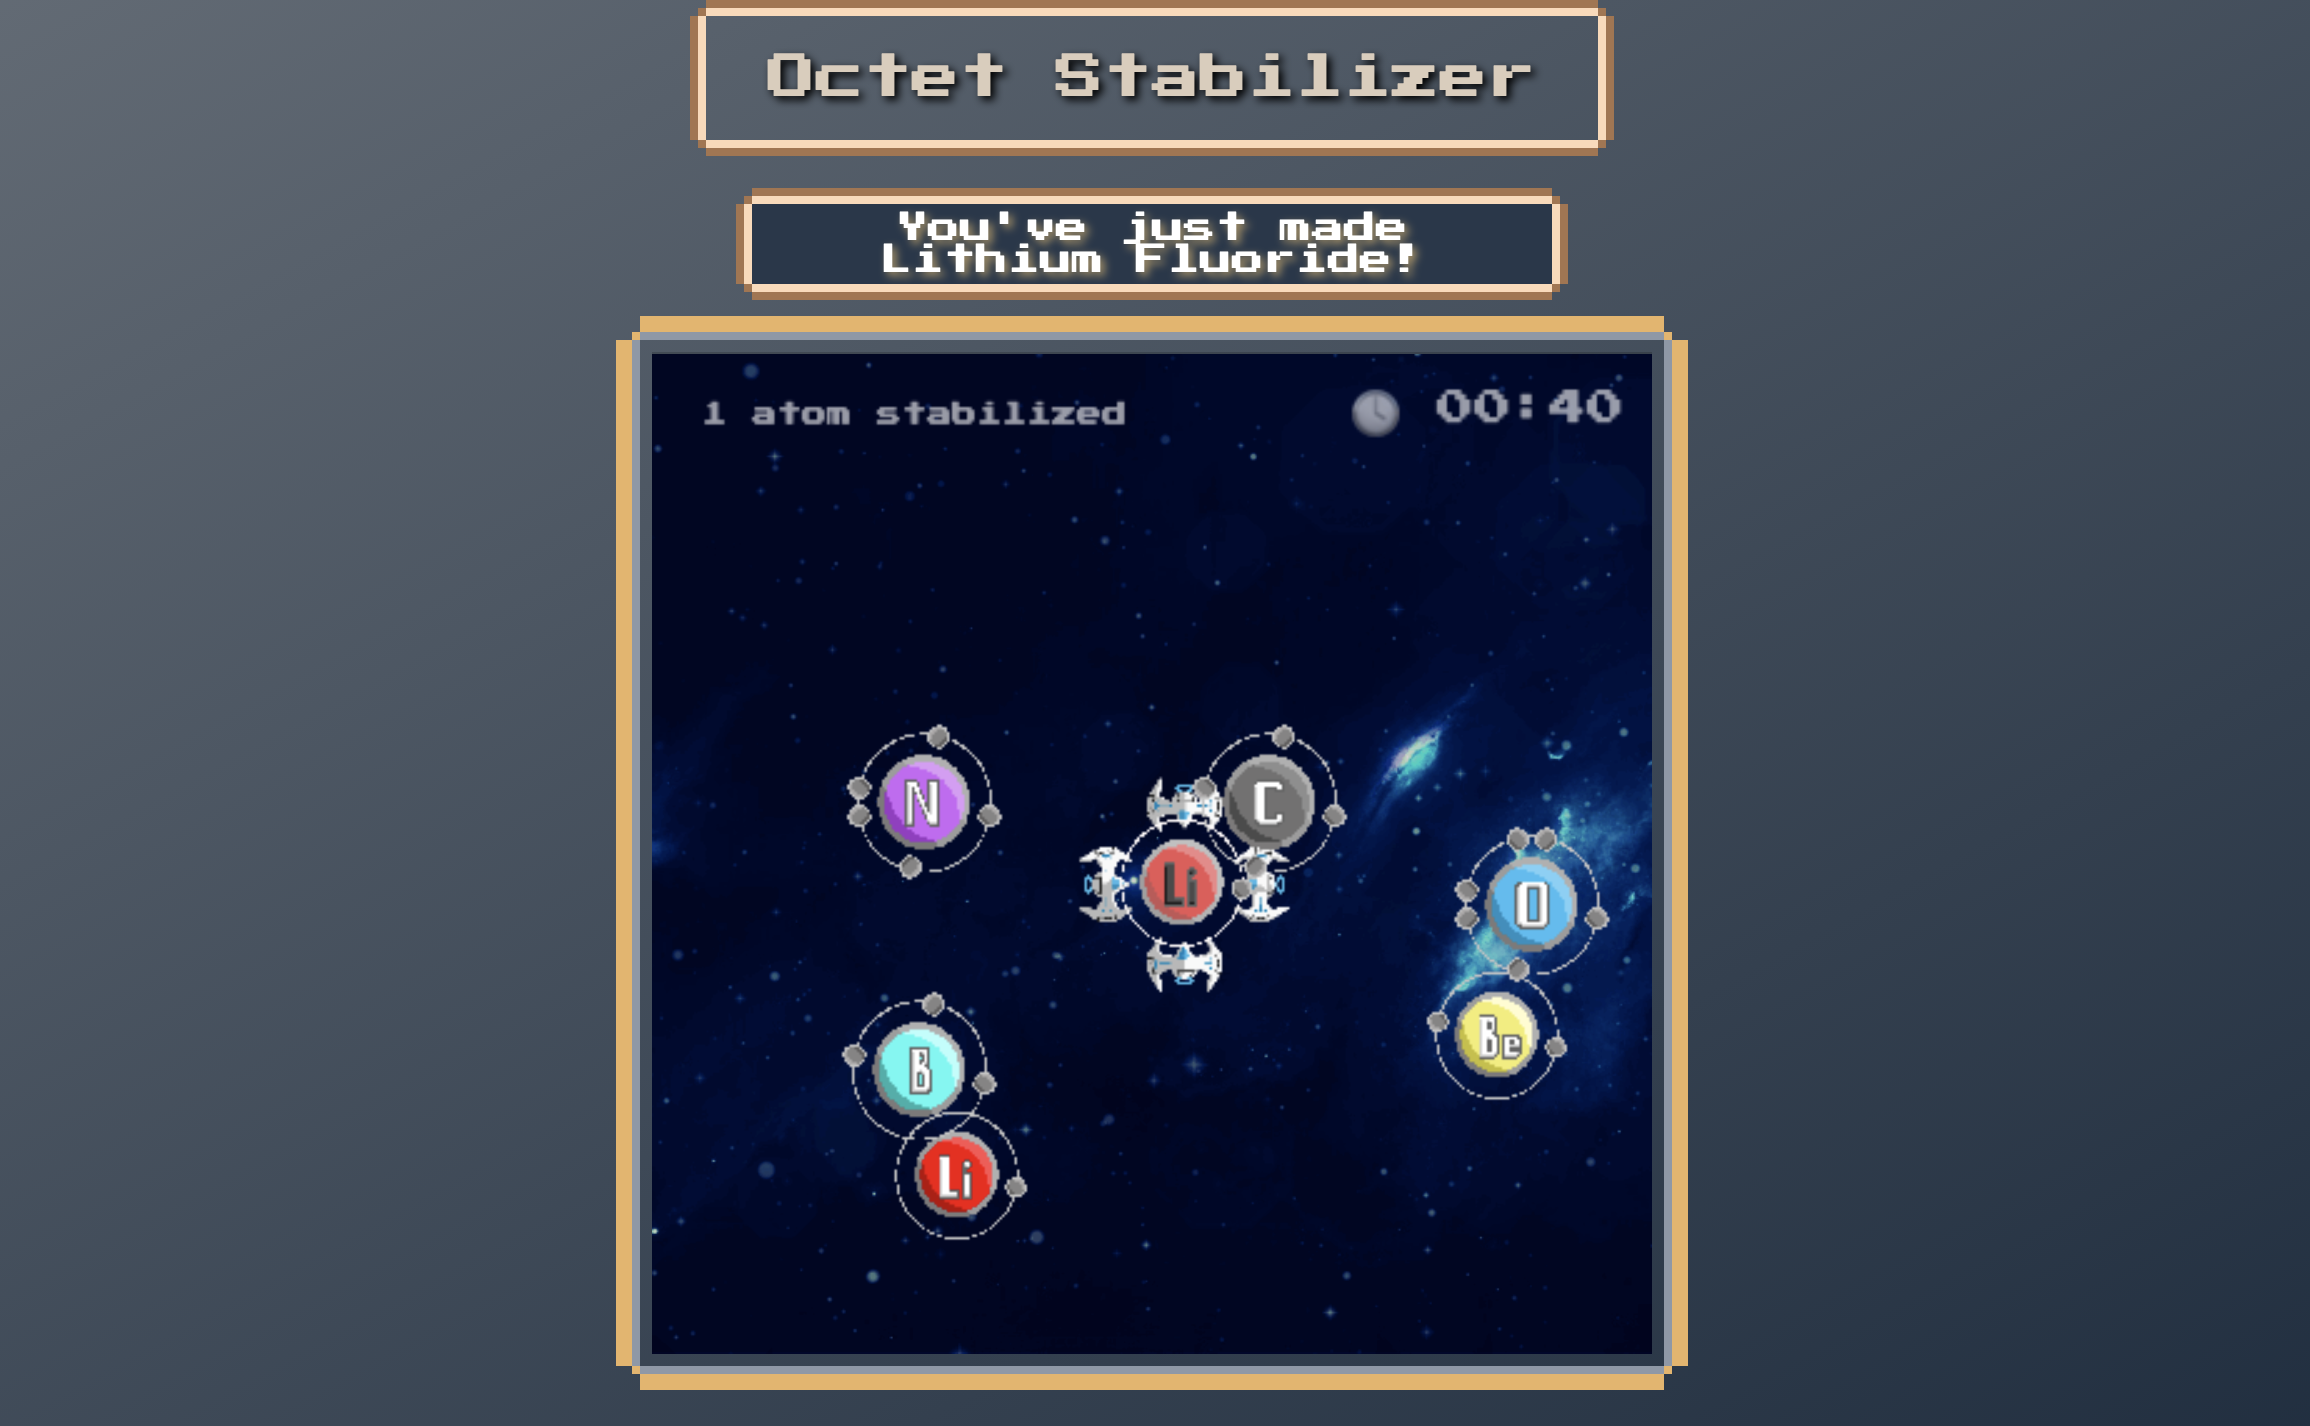 Octet Stabilizer
You've just made
Lithium Fluoride!
1 atom stabilized
00:40
N
C
Li
O
Be
B
Li